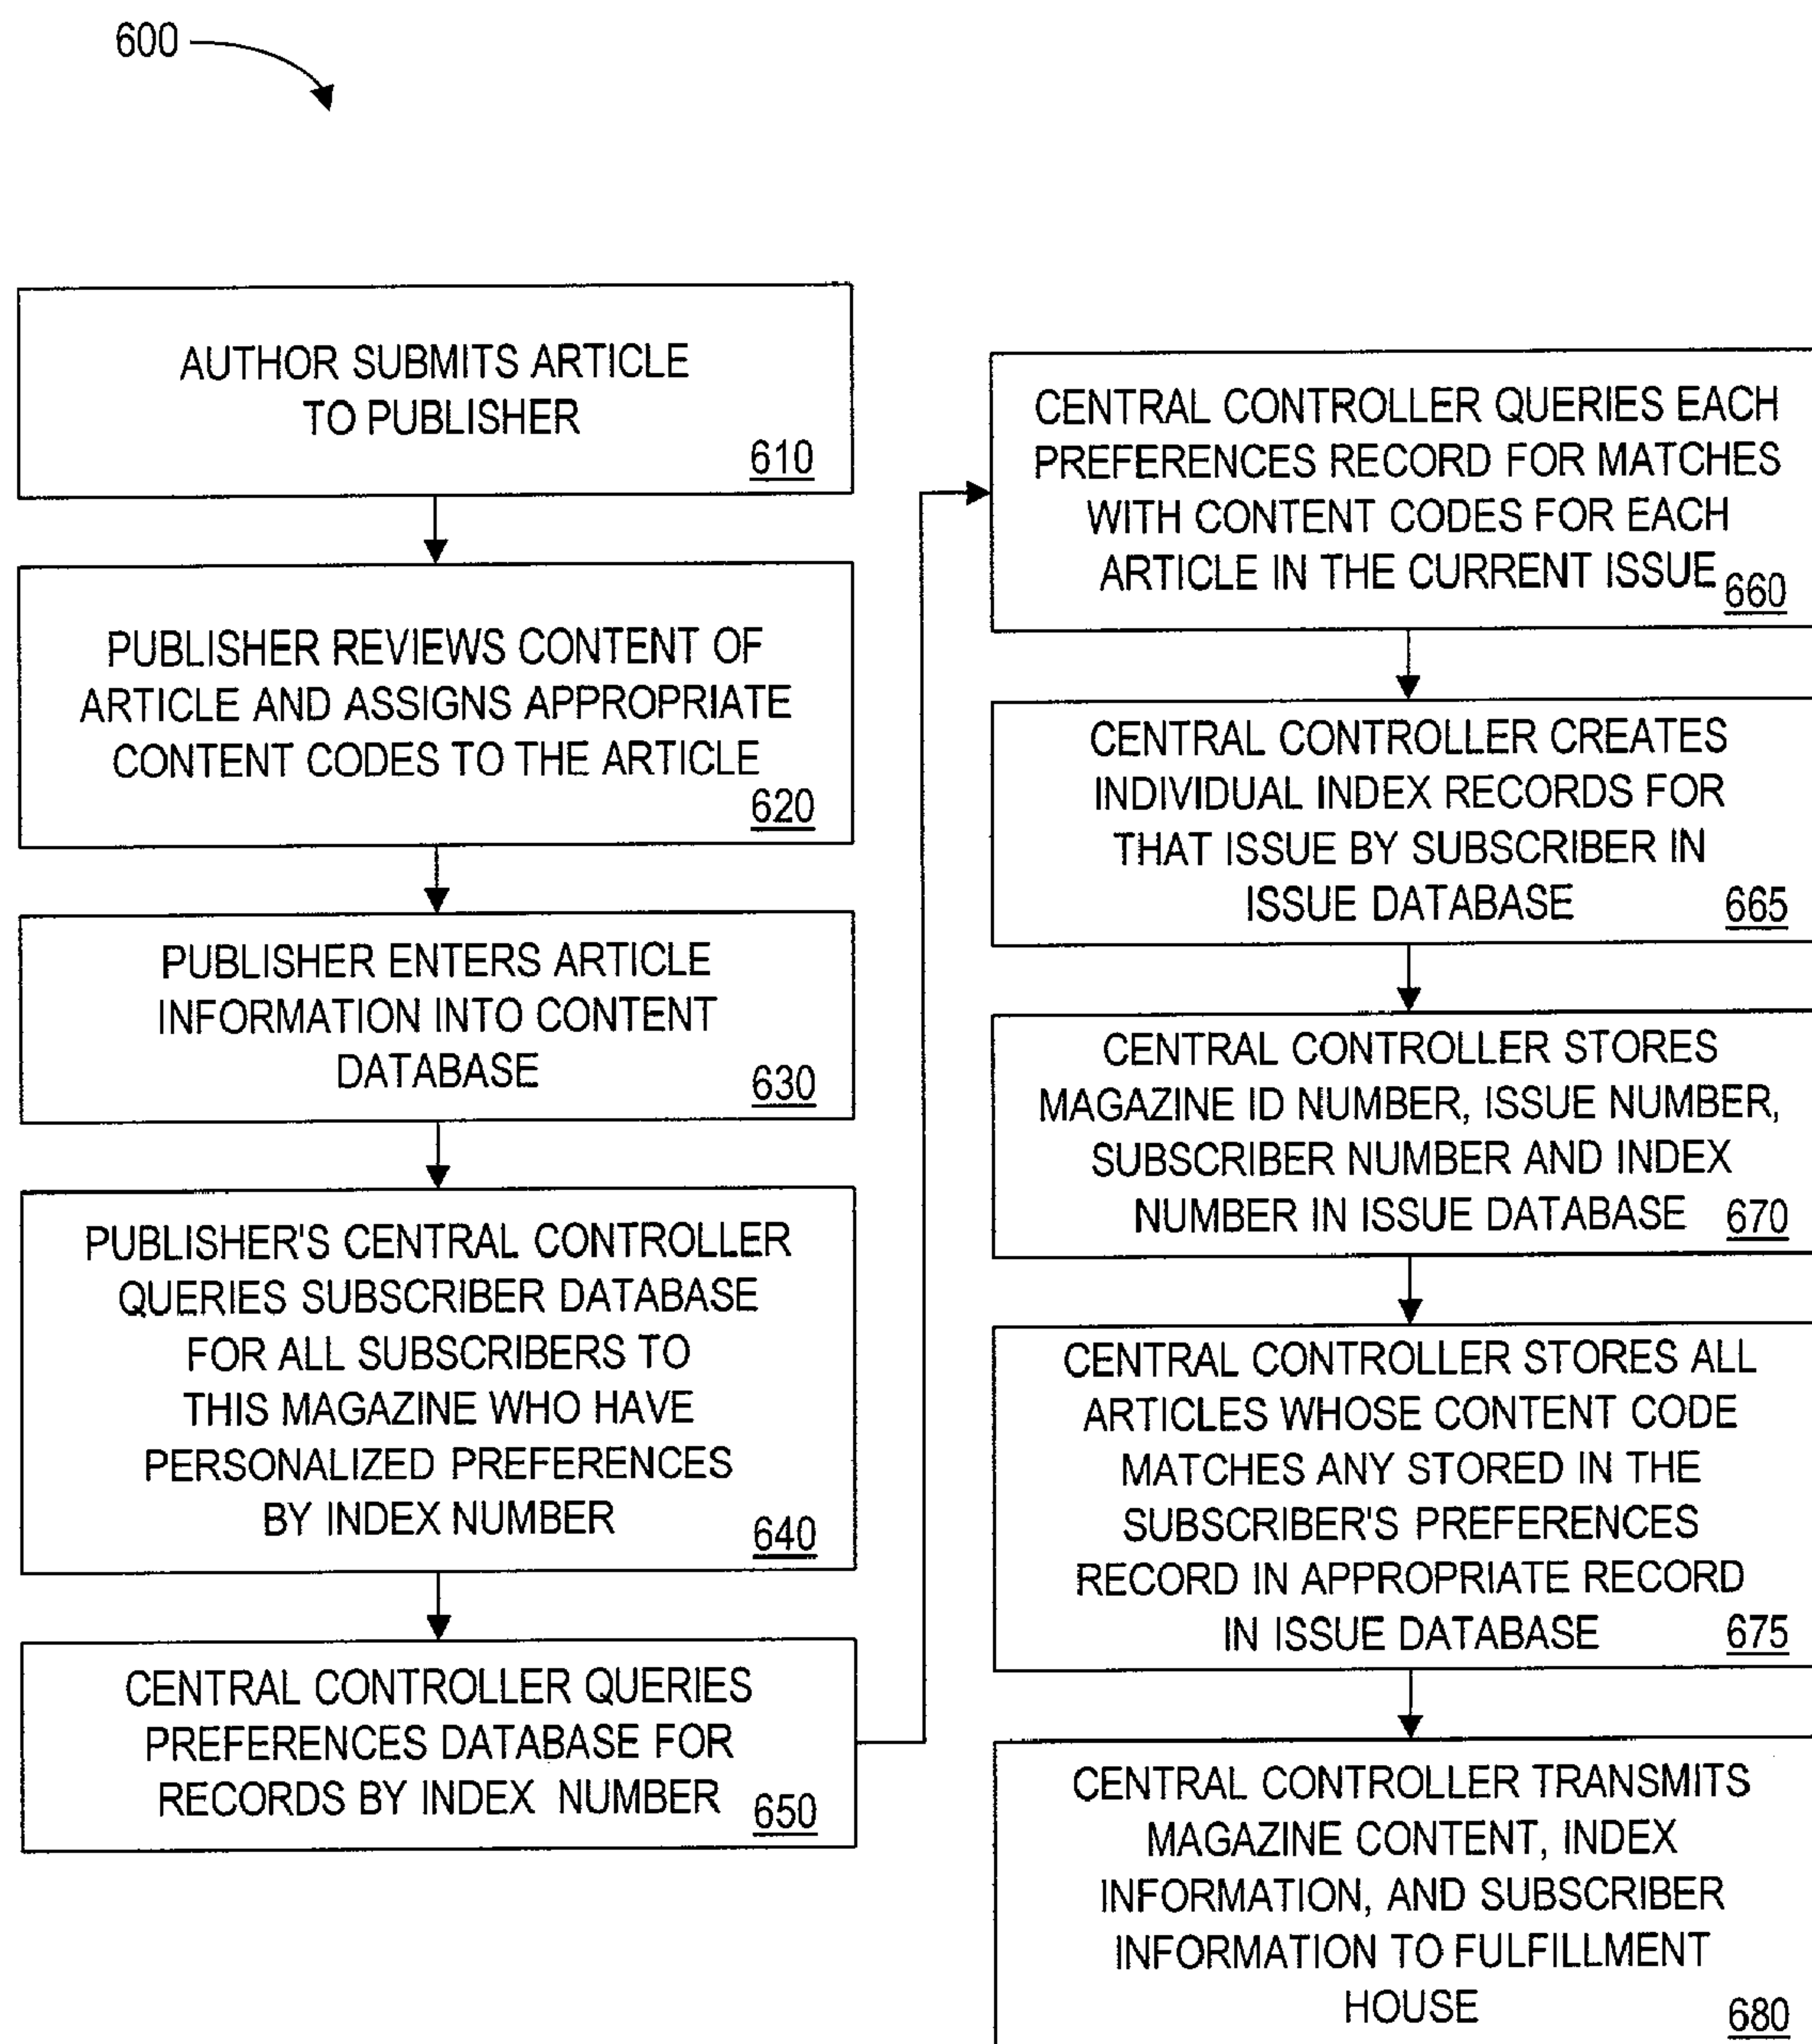 600
AUTHOR SUBMITS ARTICLE
TO PUBLISHER
610
PUBLISHER REVIEWS CONTENT OF
ARTICLE AND ASSIGNS APPROPRIATE
CONTENT CODES TO THE ARTICLE
620
PUBLISHER ENTERS ARTICLE
INFORMATION INTO CONTENT
DATABASE
630
PUBLISHER'S CENTRAL CONTROLLER
QUERIES SUBSCRIBER DATABASE
FOR ALL SUBSCRIBERS TO
THIS MAGAZINE WHO HAVE
PERSONALIZED PREFERENCES
BY INDEX NUMBER
640
CENTRAL CONTROLLER QUERIES
PREFERENCES DATABASE FOR
RECORDS BY INDEX NUMBER
650
CENTRAL CONTROLLER QUERIES EACH
PREFERENCES RECORD FOR MATCHES
WITH CONTENT CODES FOR EACH
ARTICLE IN THE CURRENT ISSUE
660
CENTRAL CONTROLLER CREATES
INDIVIDUAL INDEX RECORDS FOR
THAT ISSUE BY SUBSCRIBER IN
ISSUE DATABASE
665
CENTRAL CONTROLLER STORES
MAGAZINE ID NUMBER, ISSUE NUMBER,
SUBSCRIBER NUMBER AND INDEX
NUMBER IN ISSUE DATABASE
670
CENTRAL CONTROLLER STORES ALL
ARTICLES WHOSE CONTENT CODE
MATCHES ANY STORED IN THE
SUBSCRIBER'S PREFERENCES
RECORD IN APPROPRIATE RECORD
IN ISSUE DATABASE
675
CENTRAL CONTROLLER TRANSMITS
MAGAZINE CONTENT, INDEX
INFORMATION, AND SUBSCRIBER
INFORMATION TO FULFILLMENT
HOUSE
680